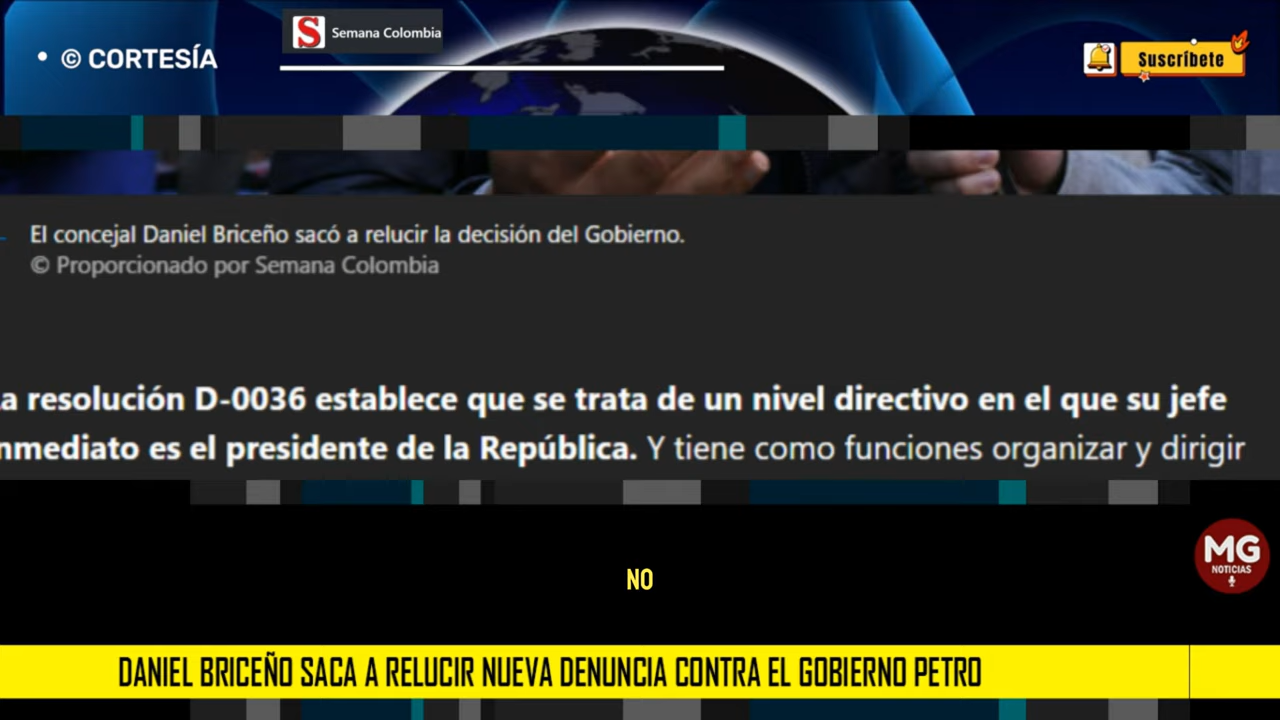 Semana Colombia
• © CORTESÍA
Suscríbete
El concejal Daniel Briceño sacó a relucir la decisión del Gobierno.
© Proporcionado por Semana Colombia
a resolución D-0036 establece que se trata de un nivel directivo en el que su jefe
nmediato es el presidente de la República. Y tiene como funciones organizar y dirigir
MG
NOTICIAS
NO
DANIEL BRICEÑO SACA A RELUCIR NUEVA DENUNCIA CONTRA EL GOBIERNO PETRO